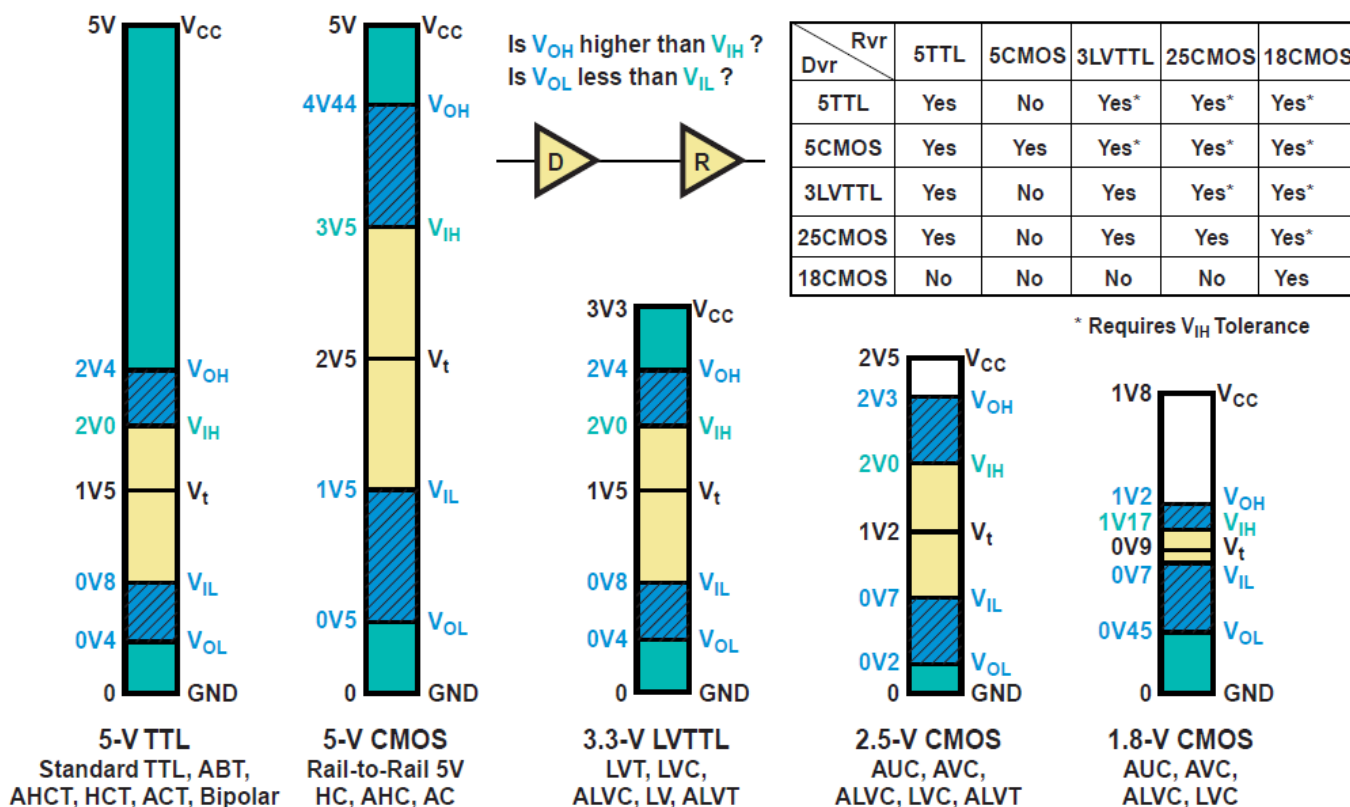 Is VOH higher than VIH ?
Is VOL less than VIL ?
D
R
Rvr
Dvr
5TTL 5CMOS 3LVTTL 25CMOS 18CMOS
5TTL Yes No Yes* Yes* Yes*
5CMOS Yes Yes Yes* Yes* Yes*
3LVTTL Yes No Yes Yes* Yes*
25CMOS Yes No Yes Yes Yes*
18CMOS No No No No Yes
* Requires VIH Tolerance
5V VCC
2V4 VOH
2V0 VIH
1V5 Vt
0V8 VIL
0V4 VOL
0 GND
5-V TTL
Standard TTL, ABT,
AHCT, HCT, ACT, Bipolar
5V VCC
4V44 VOH
3V5 VIH
2V5 Vt
1V5 VIL
0V5 VOL
0 GND
5-V CMOS
Rail-to-Rail 5V
HC, AHC, AC
3V3 VCC
2V4 VOH
2V0 VIH
1V5 Vt
0V8 VIL
0V4 VOL
0 GND
3.3-V LVTTL
LVT, LVC,
ALVC, LV, ALVT
2V5 VCC
2V3 VOH
2V0 VIH
1V2 Vt
0V7 VIL
0V2 VOL
0 GND
2.5-V CMOS
AUC, AVC,
ALVC, LVC, ALVT
1V8 VCC
1V2 VOH
1V17 VIH
0V9 Vt
0V7 VIL
0V45 VOL
0 GND
1.8-V CMOS
AUC, AVC,
ALVC, LVC